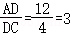 AD/DC = 12/4 = 3